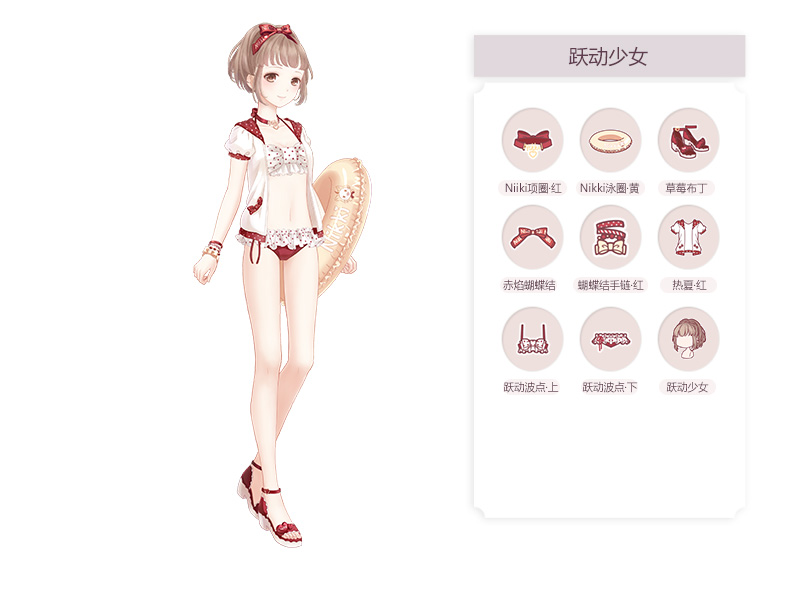 跃动少女
Niiki项圈·红
Nikki泳圈·黄
草莓布丁
赤焰蝴蝶结
蝴蝶结手链·红
热夏·红
跃动波点·上
跃动波点·下
跃动少女
Nikki